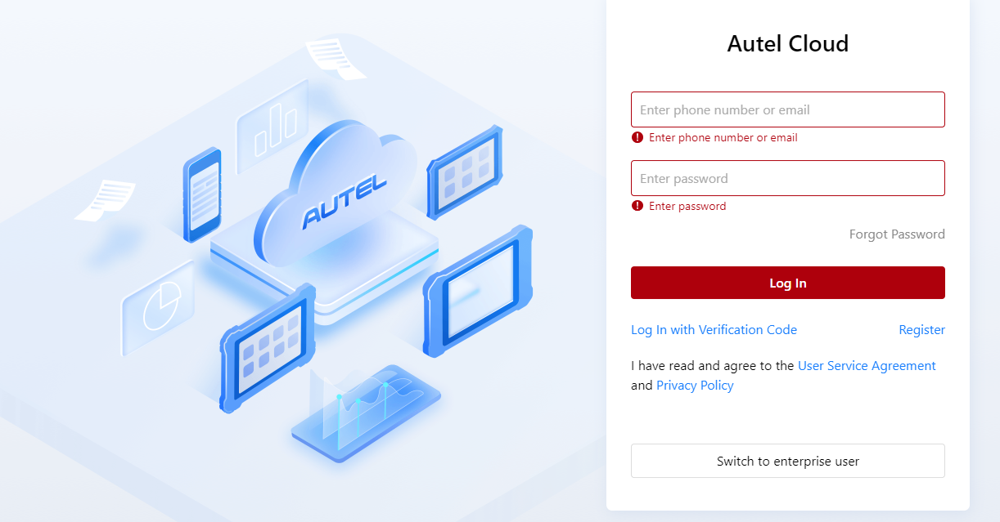 AUTEL
Autel Cloud
Enter phone number or email
Enter phone number or email
Enter password
Enter password
Forgot Password
Log In
Log In with Verification Code
Register
I have read and agree to the User Service Agreement
and Privacy Policy
Switch to enterprise user